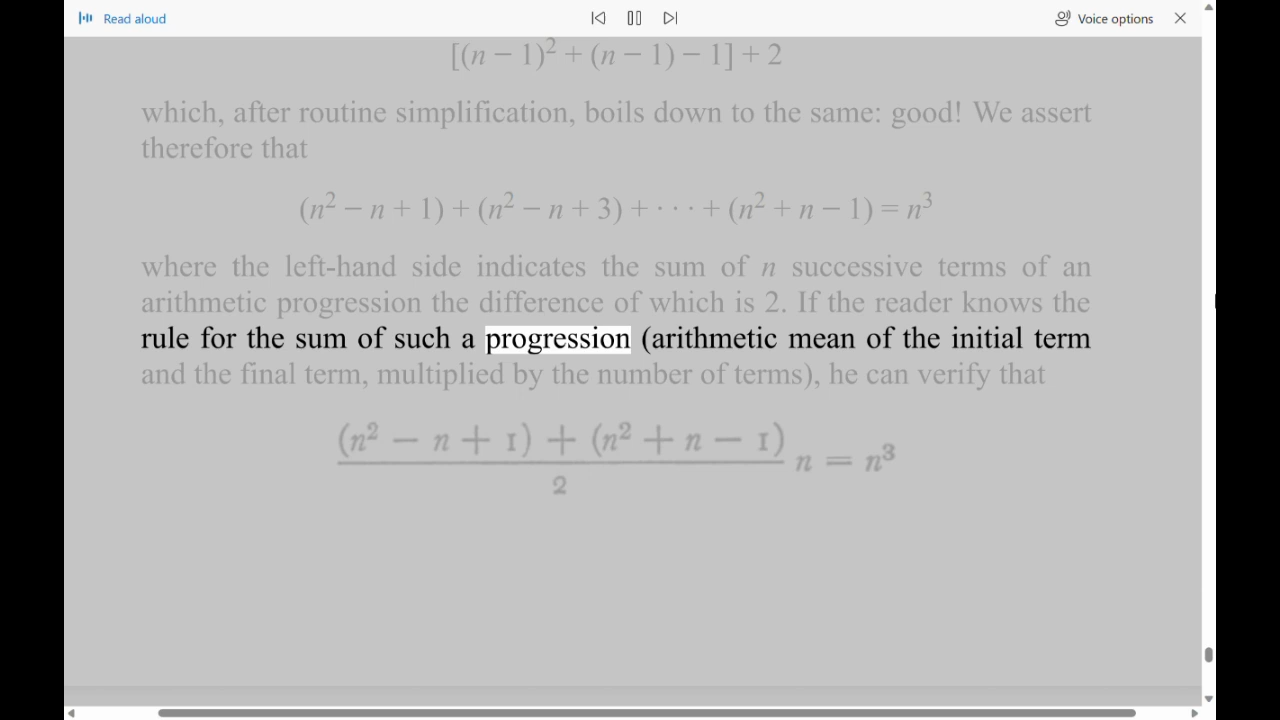 Read aloud
Voice options
[(n − 1)² + (n − 1) − 1] + 2
which, after routine simplification, boils down to the same: good! We assert
therefore that
(n² − n + 1) + (n² − n + 3) + · · · + (n² + n − 1) = n³
where the left-hand side indicates the sum of n successive terms of an
arithmetic progression the difference of which is 2. If the reader knows the
rule for the sum of such a progression (arithmetic mean of the initial term
and the final term, multiplied by the number of terms), he can verify that
(n² − n + 1) + (n² + n − 1)
n = n³
2